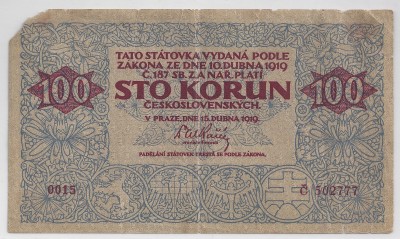 TATO STÁTOVKA VYDANÁ PODLE
ZÁKONA ZE DNE 10. DUBNA 1919
Č. 187 SB. Z. A NAŘ. PLATÍ
100 STO KORUN 100
ČESKOSLOVENSKÝCH.
V PRAZE, DNE 15. DUBNA 1919.
PADĚLÁNÍ STÁTOVEK TRESTÁ SE PODLE ZÁKONA.
0015 Č 502777